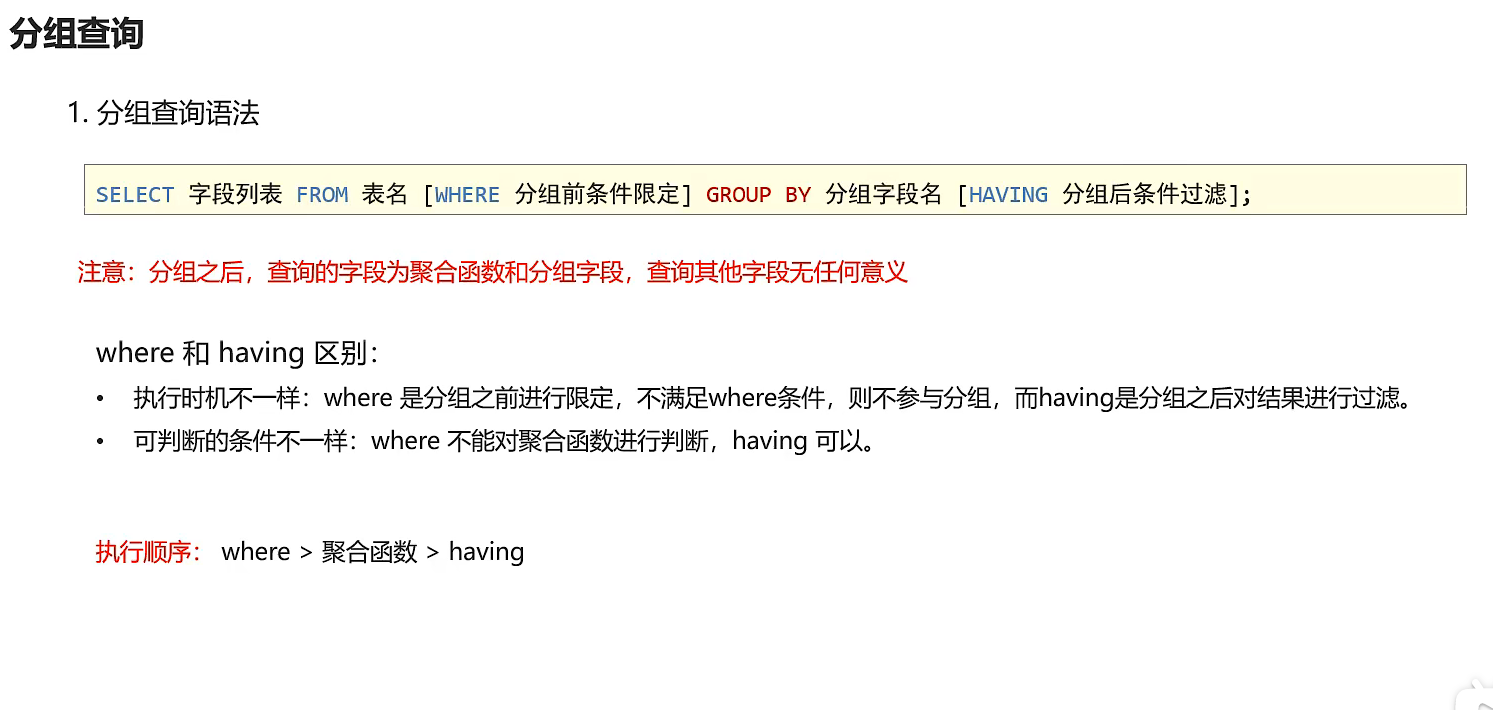 分组查询
1. 分组查询语法
SELECT 字段列表 FROM 表名 [WHERE 分组前条件限定] GROUP BY 分组字段名 [HAVING 分组后条件过滤];
注意：分组之后，查询的字段为聚合函数和分组字段，查询其他字段无任何意义
where 和 having 区别：
• 执行时机不一样：where 是分组之前进行限定，不满足where条件，则不参与分组，而having是分组之后对结果进行过滤。
• 可判断的条件不一样：where 不能对聚合函数进行判断，having 可以。
执行顺序： where > 聚合函数 > having